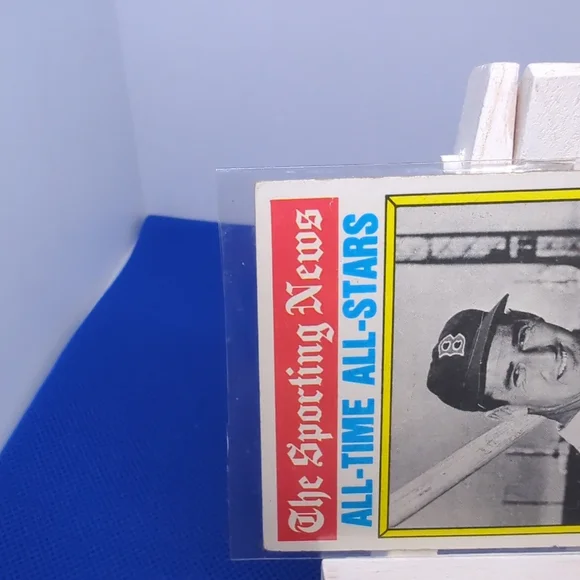 The Sporting News
ALL-TIME ALL-STARS
B